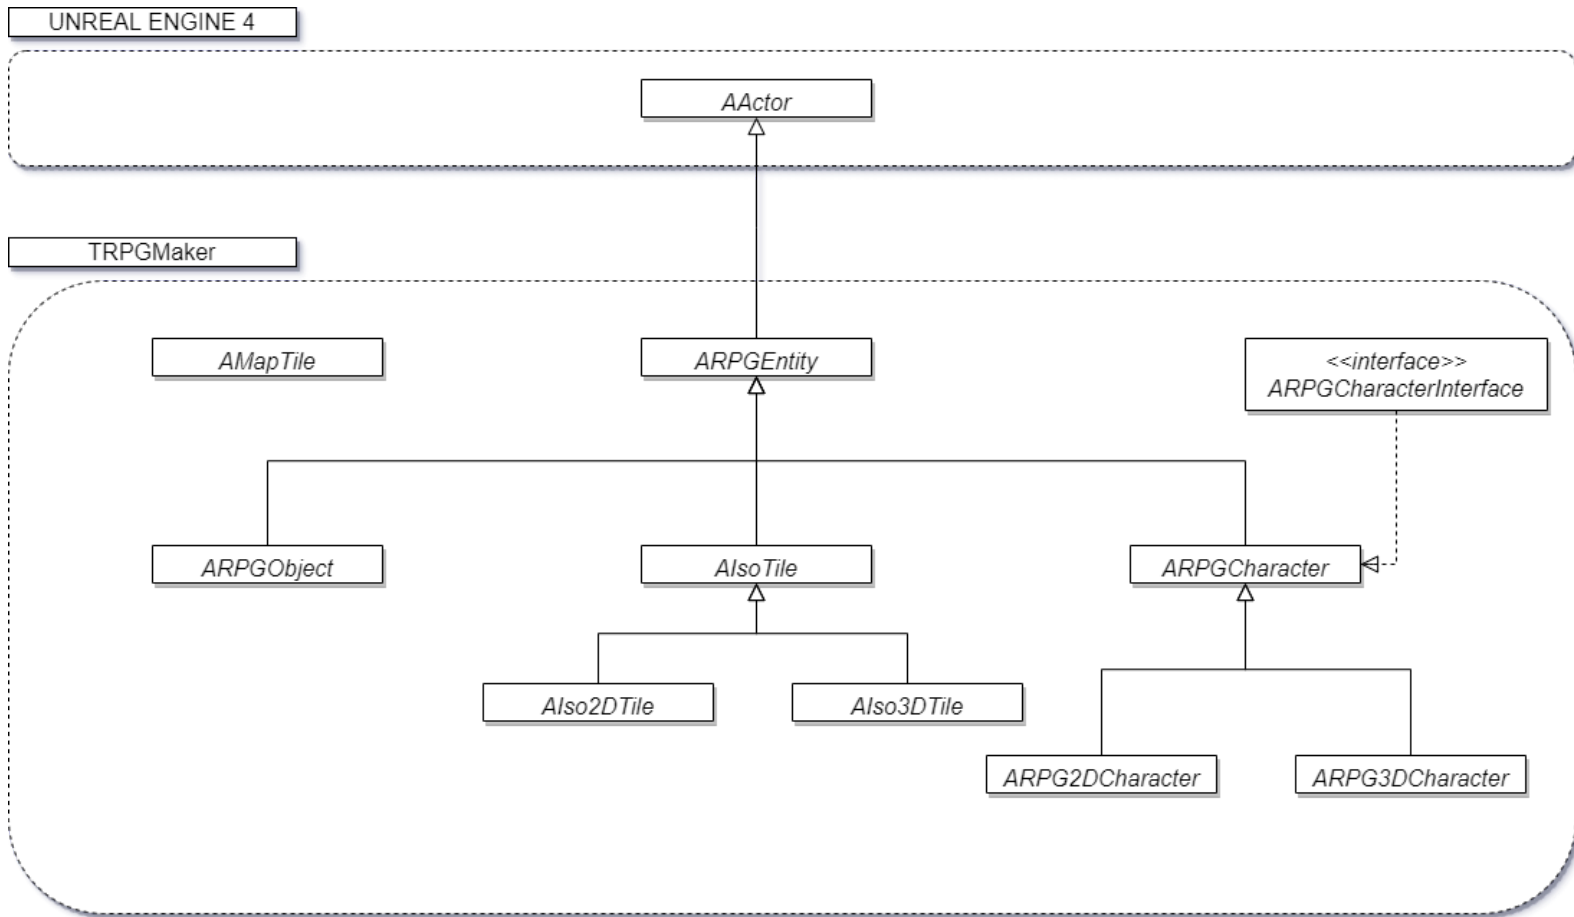 UNREAL ENGINE 4
AActor
TRPGMaker
AMapTile
ARPGEntity
<<interface>>
ARPGCharacterInterface
ARPGObject
AIsoTile
ARPGCharacter
AIso2DTile
AIso3DTile
ARPG2DCharacter
ARPG3DCharacter